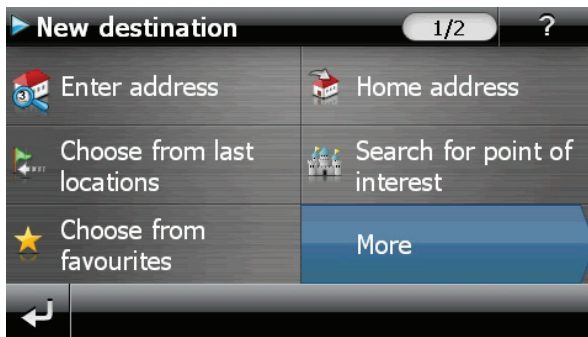 New destination
1/2
?
Enter address
Home address
Choose from last
locations
Search for point of
interest
Choose from
favourites
More